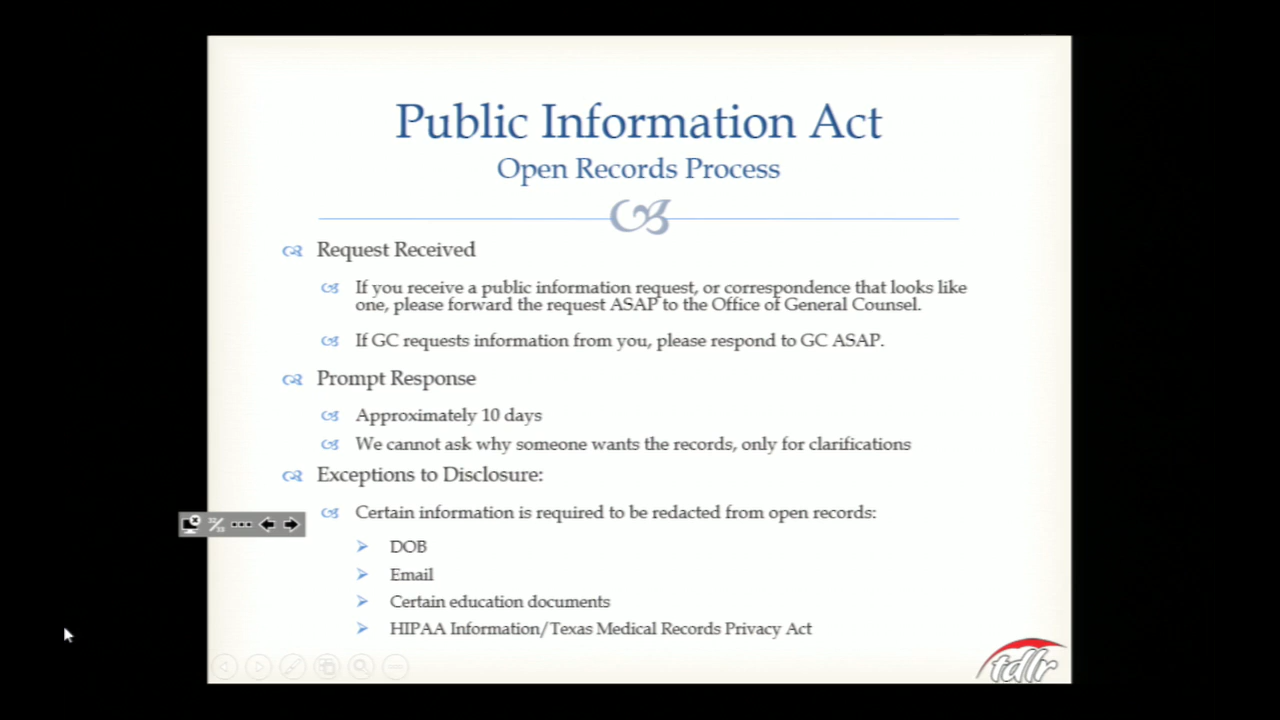 Public Information Act
Open Records Process
Request Received
If you receive a public information request, or correspondence that looks like
one, please forward the request ASAP to the Office of General Counsel.
If GC requests information from you, please respond to GC ASAP.
Prompt Response
Approximately 10 days
We cannot ask why someone wants the records, only for clarifications
Exceptions to Disclosure:
Certain information is required to be redacted from open records:
DOB
Email
Certain education documents
HIPAA Information/Texas Medical Records Privacy Act
tdlr